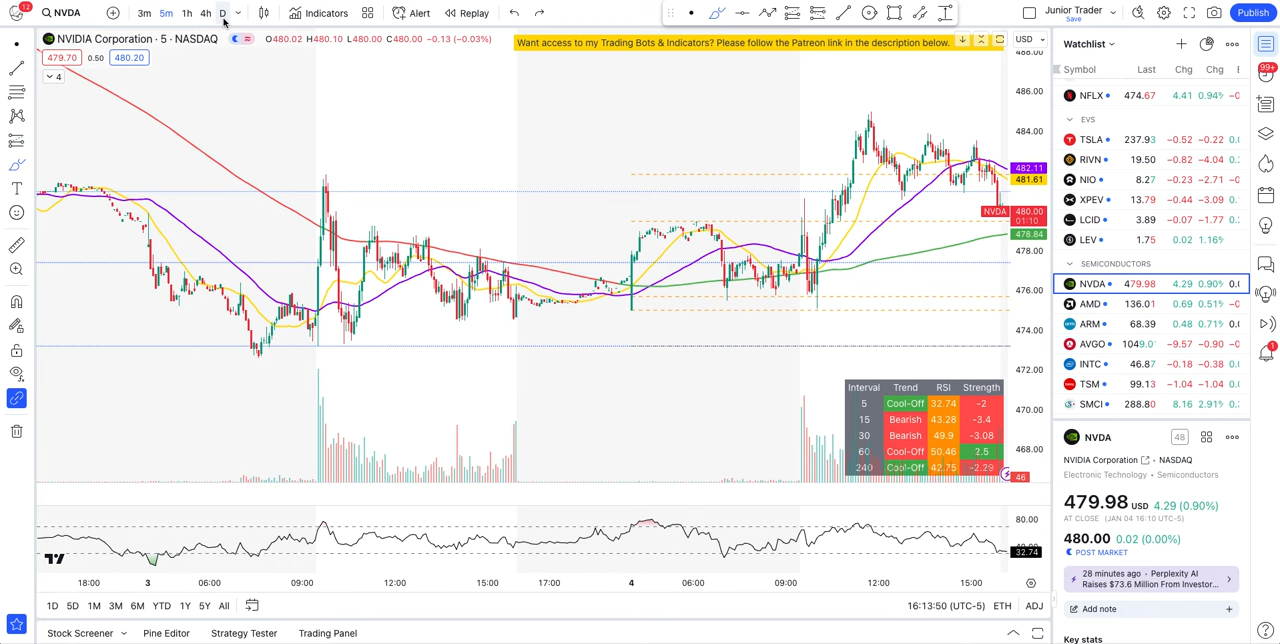 12
NVDA
3m 5m 1h 4h D
Indicators
Alert
Replay
Junior Trader
Save
Publish
NVIDIA Corporation · 5 · NASDAQ
O480.02 H480.10 L480.00 C480.00 −0.13 (−0.03%)
Want access to my Trading Bots & Indicators? Please follow the Patreon link in the description below.
USD
479.70 0.50 480.20
4
488.00
486.00
484.00
482.11
481.61
NVDA 480.00
01:10
478.84
476.00
474.00
472.00
470.00
468.00
46
Interval Trend RSI Strength
5 Cool-Off 32.74 -2
15 Bearish 43.28 -3.4
30 Bearish 49.9 -3.08
60 Cool-Off 50.46 2.5
240 Cool-Off 42.75 -2.29
80.00
40.00
32.74
18:00 3 06:00 09:00 12:00 15:00 17:00 4 06:00 09:00 12:00 15:00
1D 5D 1M 3M 6M YTD 1Y 5Y All
16:13:50 (UTC-5) ETH ADJ
Stock Screener
Pine Editor
Strategy Tester
Trading Panel
Watchlist
Symbol Last Chg Chg
NFLX 474.67 4.41 0.94%
EVS
TSLA 237.93 −0.52 −0.22
RIVN 19.50 −0.82 −4.04
NIO 8.27 −0.23 −2.71
XPEV 13.79 −0.44 −3.09
LCID 3.89 −0.07 −1.77
LEV 1.75 0.02 1.16%
SEMICONDUCTORS
NVDA 479.98 4.29 0.90%
AMD 136.01 0.69 0.51%
ARM 68.39 0.48 0.71%
AVGO −9.57 −0.90
INTC 46.87 −0.18 −0.38
TSM 99.13 −1.04 −1.04
SMCI 288.80 8.16 2.91%
NVDA
48
NVIDIA Corporation · NASDAQ
Electronic Technology · Semiconductors
479.98 USD 4.29 (0.90%)
AT CLOSE (JAN 04 16:10 UTC-5)
480.00 0.02 (0.00%)
POST MARKET
28 minutes ago · Perplexity AI
Raises $73.6 Million From Investor...
Add note
Key stats
99+
1